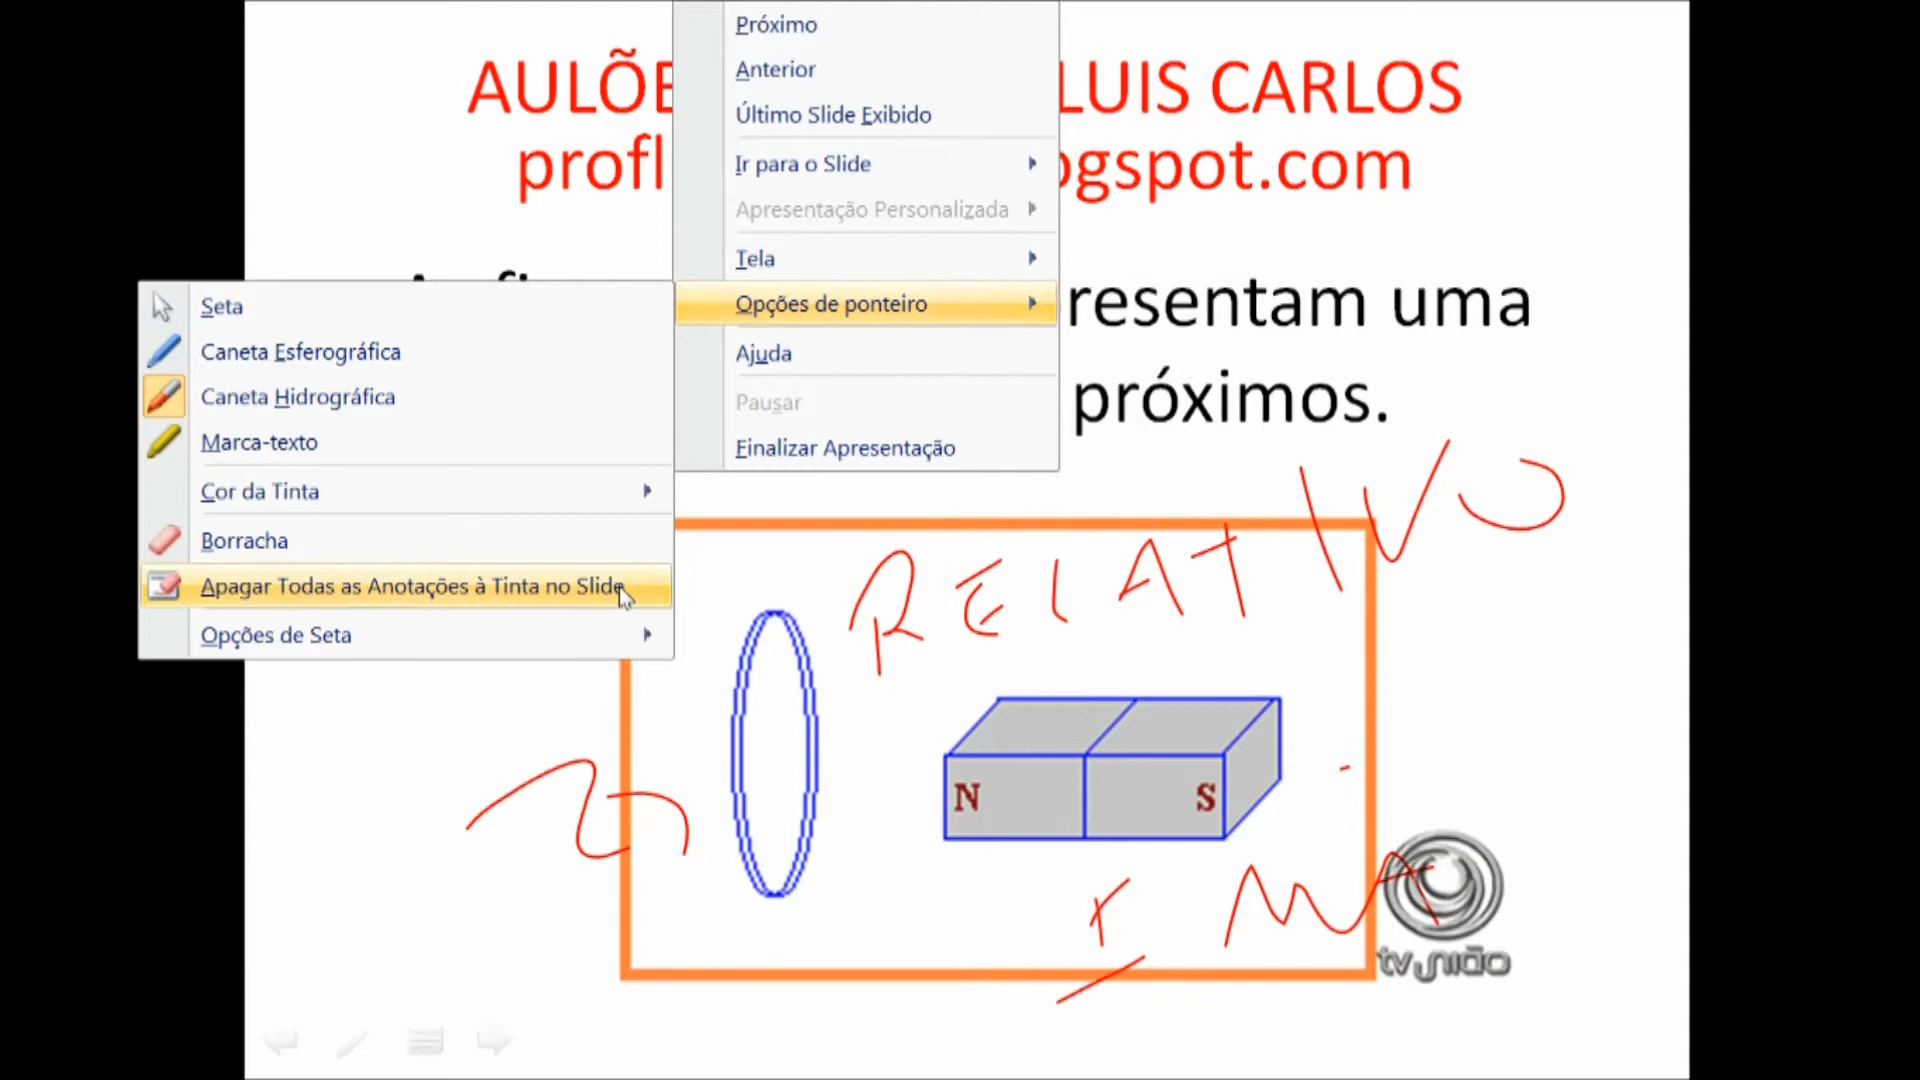 Próximo
Anterior
Último Slide Exibido
Ir para o Slide
Apresentação Personalizada
Tela
Opções de ponteiro
Ajuda
Pausar
Finalizar Apresentação
Seta
Caneta Esferográfica
Caneta Hidrográfica
Marca-texto
Cor da Tinta
Borracha
Apagar Todas as Anotações à Tinta no Slide
Opções de Seta
AULÕE LUIS CARLOS
profl ogspot.com
resentam uma
próximos.
RELATIVO
N S
IMA
tv união